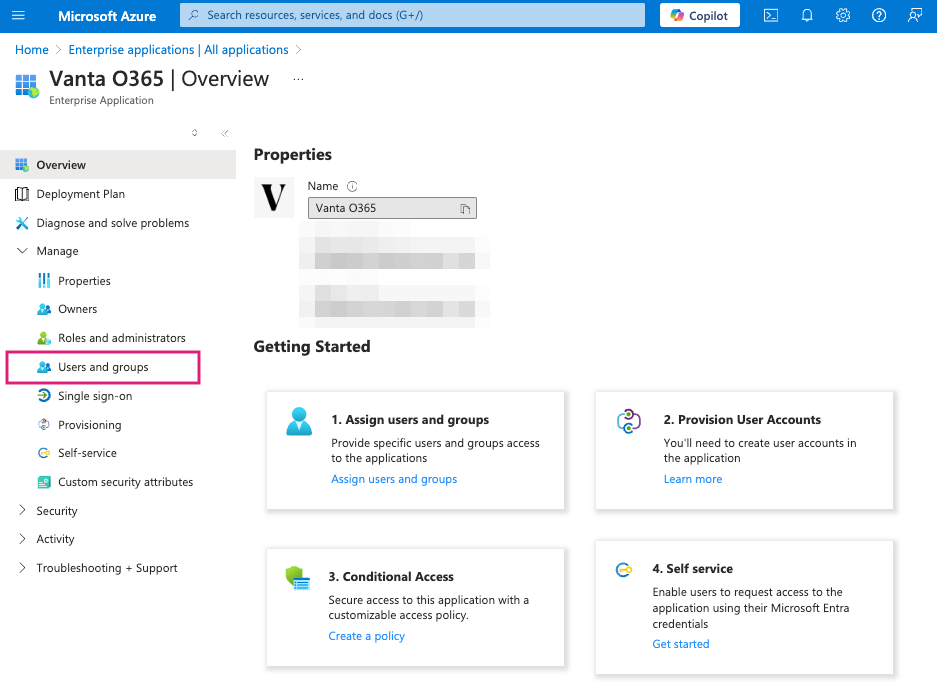 Microsoft Azure
Search resources, services, and docs (G+/)
Copilot
Home > Enterprise applications | All applications >
Vanta O365 | Overview ...
Enterprise Application
Overview
Deployment Plan
Diagnose and solve problems
Manage
Properties
Owners
Roles and administrators
Users and groups
Single sign-on
Provisioning
Self-service
Custom security attributes
Security
Activity
Troubleshooting + Support
Properties
V
Name
Vanta O365
Getting Started
1. Assign users and groups
Provide specific users and groups access
to the applications
Assign users and groups
2. Provision User Accounts
You'll need to create user accounts in
the application
Learn more
3. Conditional Access
Secure access to this application with a
customizable access policy.
Create a policy
4. Self service
Enable users to request access to the
application using their Microsoft Entra
credentials
Get started